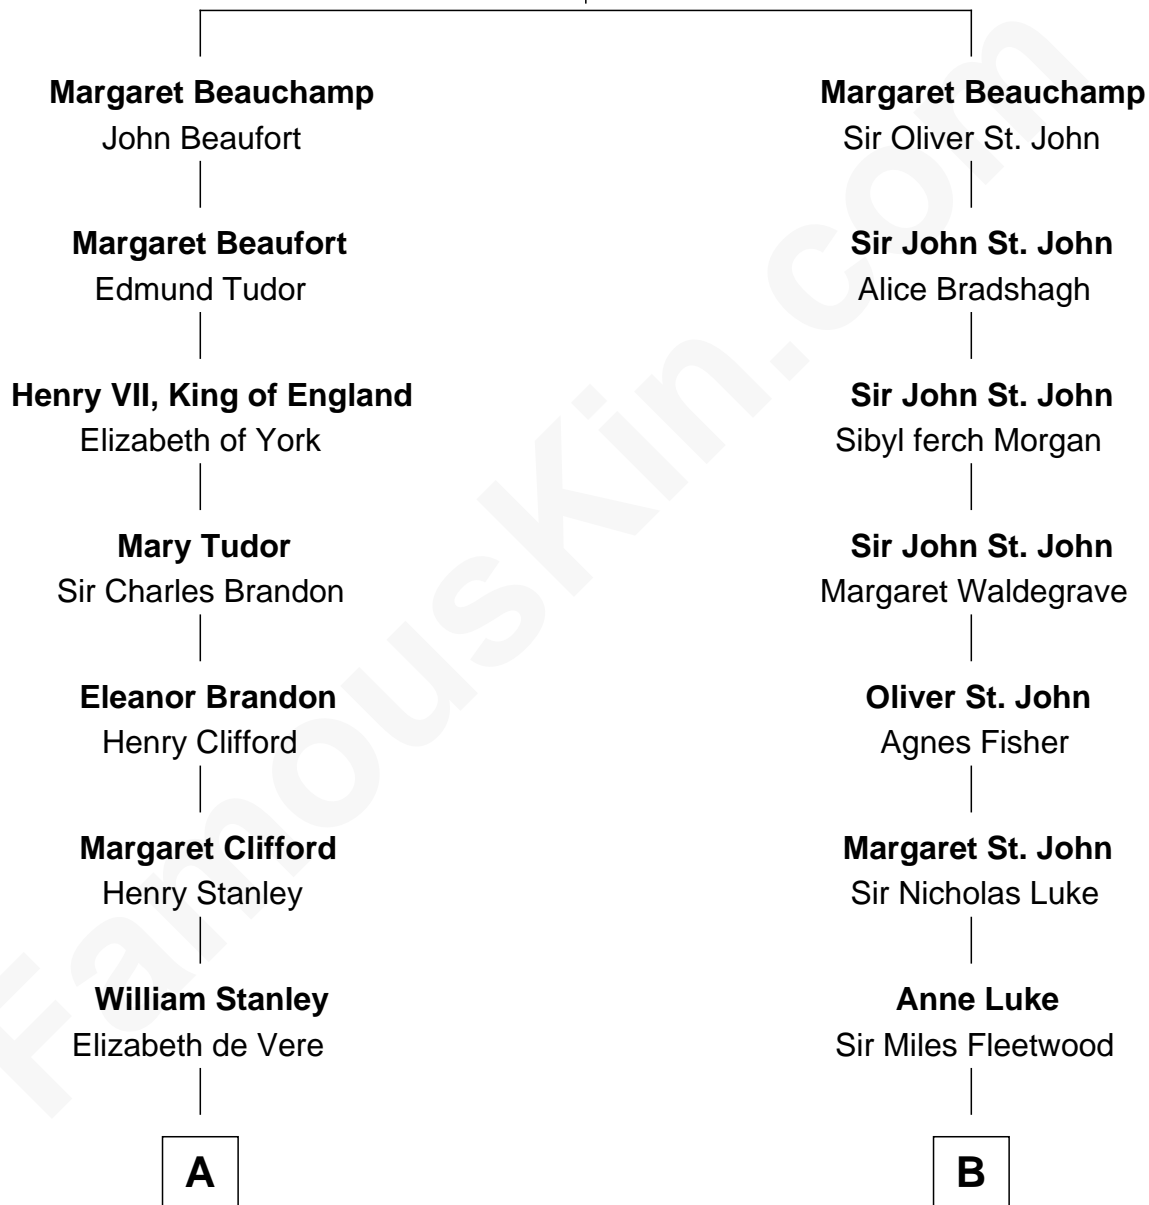 Margaret Beauchamp
John Beaufort
Margaret Beaufort
Edmund Tudor
Henry VII, King of England
Elizabeth of York
Mary Tudor
Sir Charles Brandon
Eleanor Brandon
Henry Clifford
Margaret Clifford
Henry Stanley
William Stanley
Elizabeth de Vere
A
Margaret Beauchamp
Sir Oliver St. John
Sir John St. John
Alice Bradshagh
Sir John St. John
Sibyl ferch Morgan
Sir John St. John
Margaret Waldegrave
Oliver St. John
Agnes Fisher
Margaret St. John
Sir Nicholas Luke
Anne Luke
Sir Miles Fleetwood
B
FamousKin.com